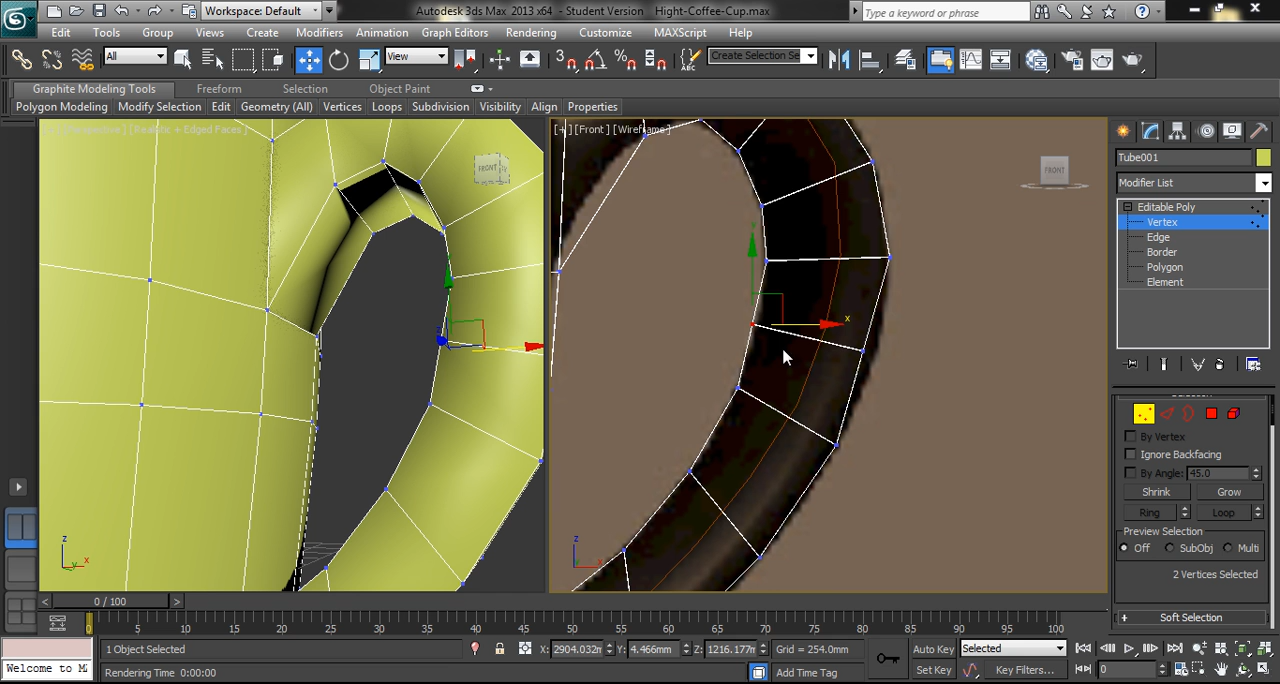 Workspace: Default
Autodesk 3ds Max 2013 x64 - Student Version Hight-Coffee-Cup.max
Type a keyword or phrase
Edit Tools Group Views Create Modifiers Animation Graph Editors Rendering Customize MAXScript Help
All View 3 Create Selection Se
Graphite Modeling Tools Freeform Selection Object Paint
Polygon Modeling Modify Selection Edit Geometry (All) Vertices Loops Subdivision Visibility Align Properties
[ + ] [ Front ] [ Wireframe ]
FRONT
FRONT
Tube001
Modifier List
Editable Poly
Vertex
Edge
Border
Polygon
Element
x
z
x
y
z
By Vertex
Ignore Backfacing
By Angle: 45.0
Shrink Grow
Ring Loop
Preview Selection
Off SubObj Multi
2 Vertices Selected
+ Soft Selection
< 0 / 100 >
0 5 10 15 20 25 30 35 40 45 50 55 60 65 70 75 80 85 90 95 100
Welcome to M
1 Object Selected
X: 2904.032m Y: 4.466mm Z: 1216.177m Grid = 254.0mm
Auto Key Selected
Rendering Time 0:00:00
Add Time Tag
Set Key Key Filters... 0